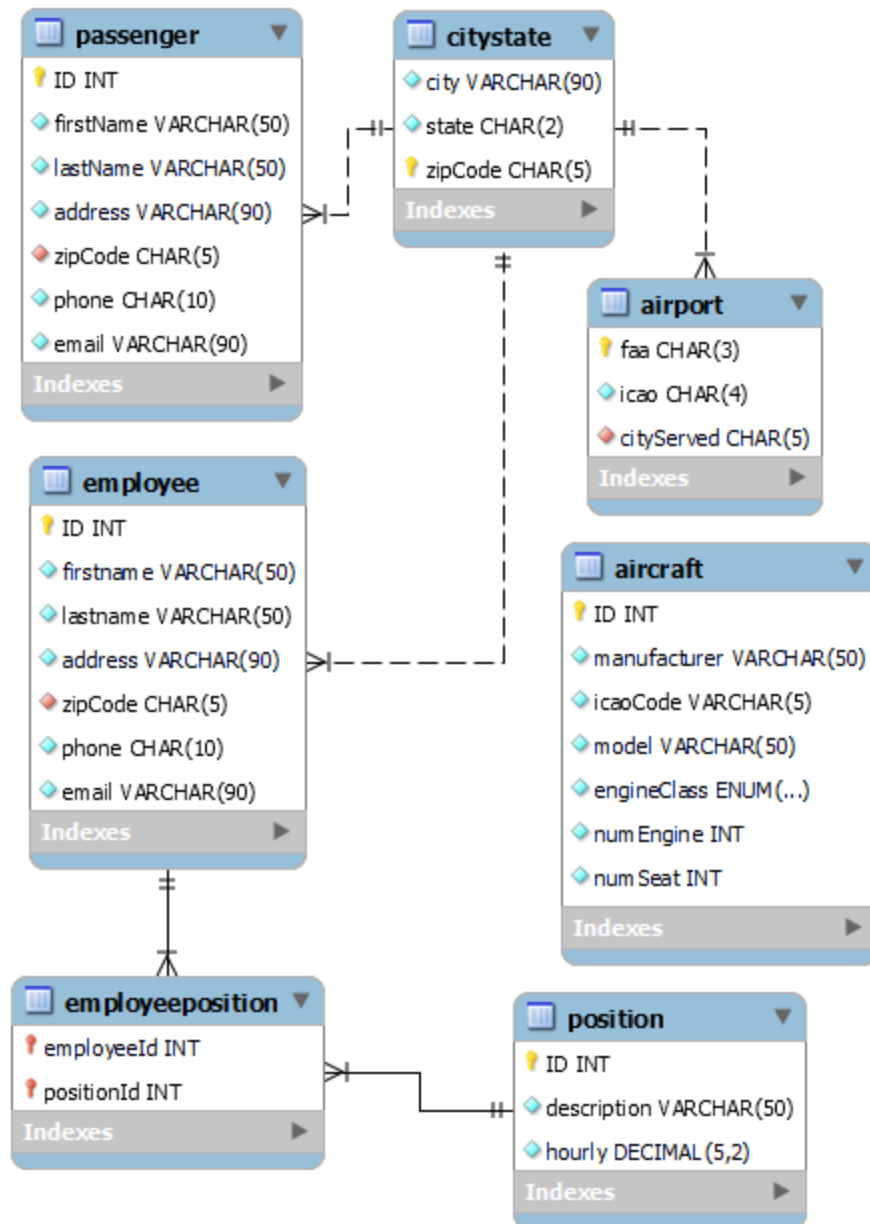 passenger
ID INT
firstName VARCHAR(50)
lastName VARCHAR(50)
address VARCHAR(90)
zipCode CHAR(5)
phone CHAR(10)
email VARCHAR(90)
Indexes
citystate
city VARCHAR(90)
state CHAR(2)
zipCode CHAR(5)
Indexes
airport
faa CHAR(3)
icao CHAR(4)
cityServed CHAR(5)
Indexes
employee
ID INT
firstname VARCHAR(50)
lastname VARCHAR(50)
address VARCHAR(90)
zipCode CHAR(5)
phone CHAR(10)
email VARCHAR(90)
Indexes
aircraft
ID INT
manufacturer VARCHAR(50)
icaoCode VARCHAR(5)
model VARCHAR(50)
engineClass ENUM(...)
numEngine INT
numSeat INT
Indexes
employeeposition
employeeId INT
positionId INT
Indexes
position
ID INT
description VARCHAR(50)
hourly DECIMAL(5,2)
Indexes